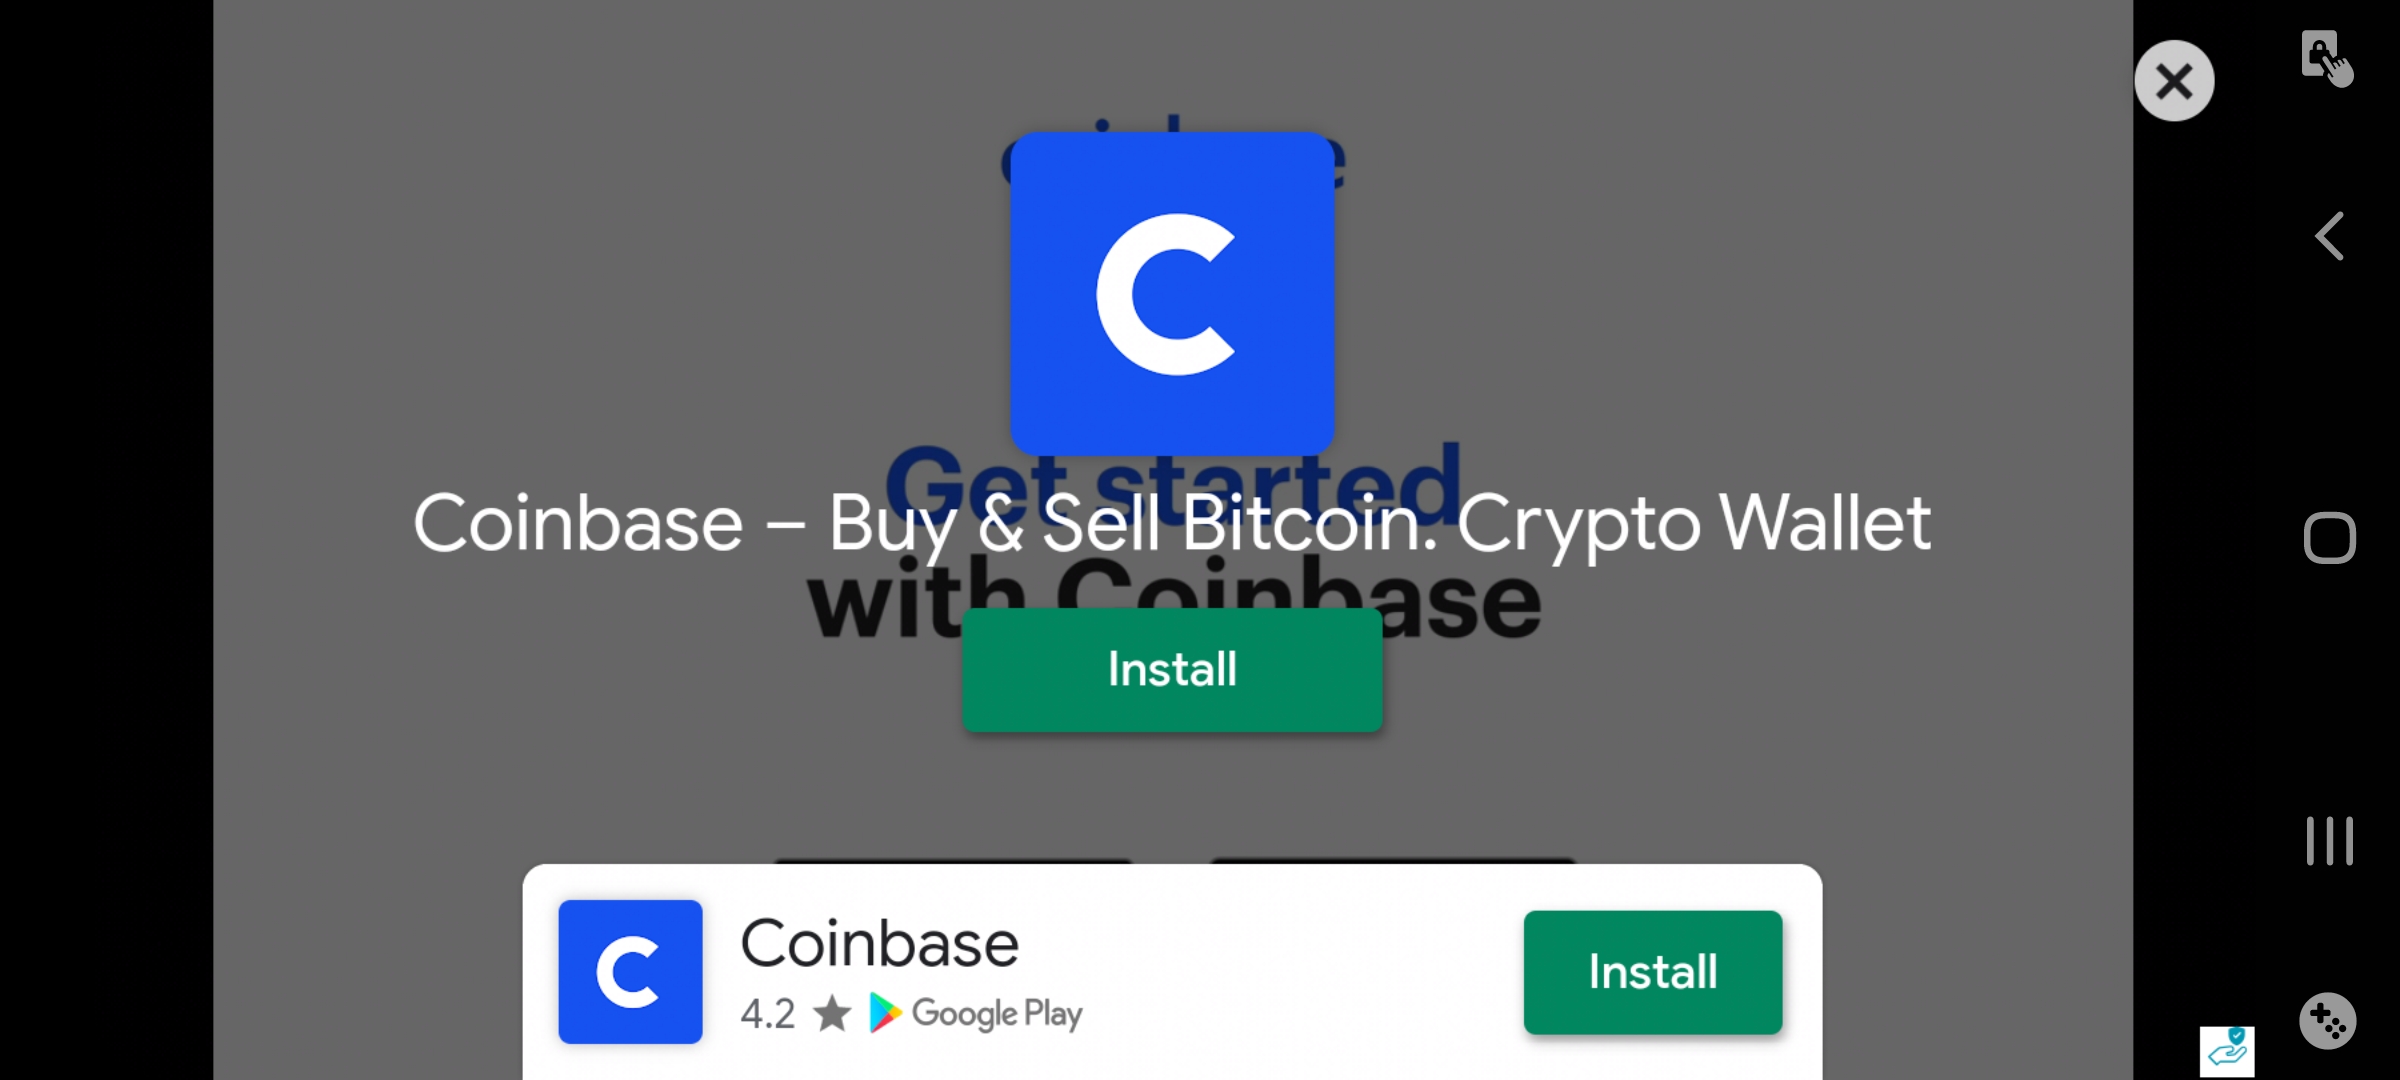 Get started
Coinbase – Buy & Sell Bitcoin. Crypto Wallet
with Coinbase
Install
Coinbase
4.2 Google Play
Install